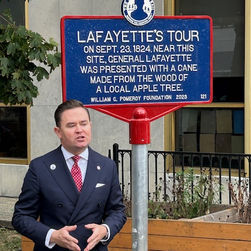 LAFAYETTE'S TOUR
ON SEPT. 23, 1824, NEAR THIS
SITE, GENERAL LAFAYETTE
WAS PRESENTED WITH A CANE
MADE FROM THE WOOD OF
A LOCAL APPLE TREE.
WILLIAM G. POMEROY FOUNDATION 2023 121